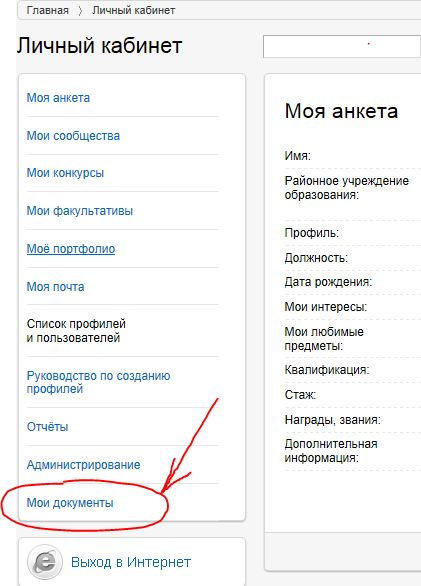 Главная 〉 Личный кабинет
Личный кабинет
Моя анкета
Мои сообщества
Мои конкурсы
Мои факультативы
Моё портфолио
Моя почта
Список профилей
и пользователей
Руководство по созданию
профилей
Отчёты
Администрирование
Мои документы
Выход в Интернет
Моя анкета
Имя:
Районное учреждение
образования:
Профиль:
Должность:
Дата рождения:
Мои интересы:
Мои любимые
предметы:
Квалификация:
Стаж:
Награды, звания:
Дополнительная
информация: